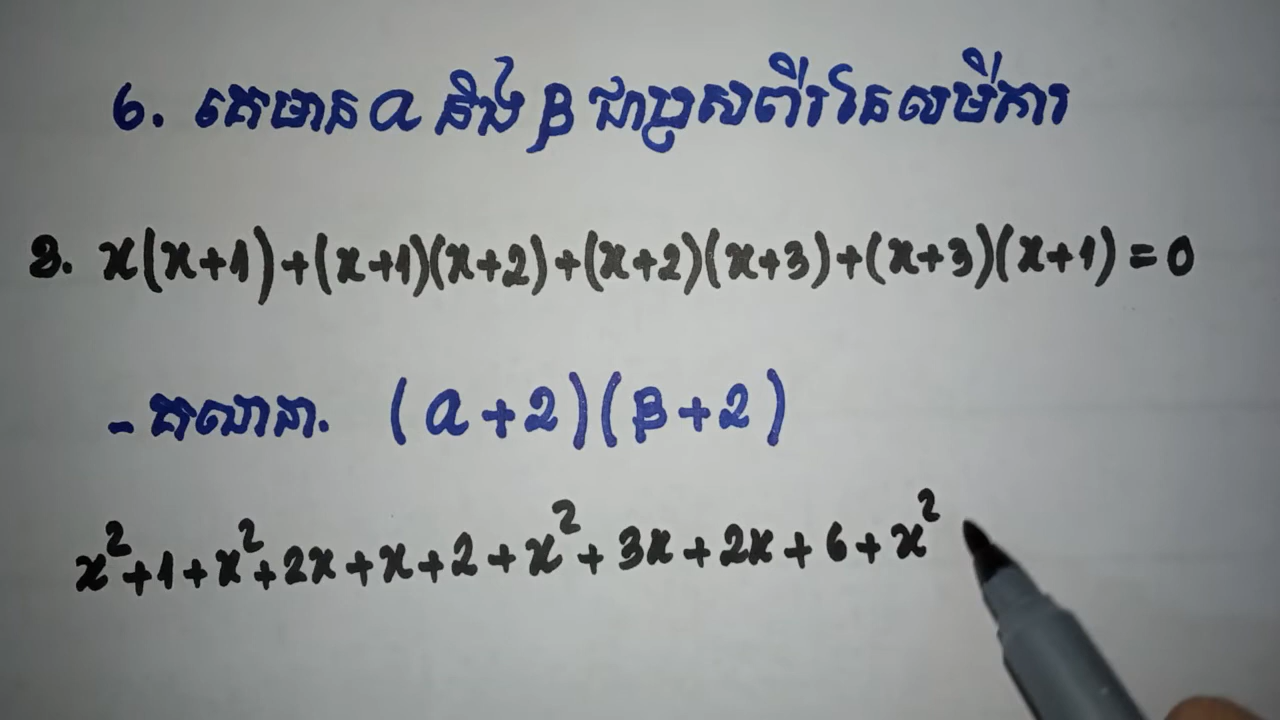 6. គេមាន α និង β ជាឫសពីរនៃសមីការ
3. x(x+1)+(x+1)(x+2)+(x+2)(x+3)+(x+3)(x+1)=0
- គណនា. (α+2)(β+2)
x²+1+x²+2x+x+2+x²+3x+2x+6+x²